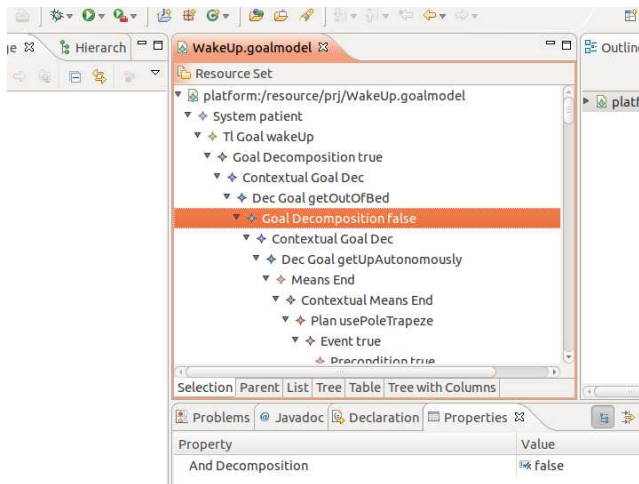 e Hierarch WakeUp.goalmodel Outlin
Resource Set
platform:/resource/prj/WakeUp.goalmodel platf
System patient
Tl Goal wakeUp
Goal Decomposition true
Contextual Goal Dec
Dec Goal getOutOfBed
Goal Decomposition false
Contextual Goal Dec
Dec Goal getUpAutonomously
Means End
Contextual Means End
Plan usePoleTrapeze
Event true
Precondition true
Selection Parent List Tree Table Tree with Columns
Problems @ Javadoc Declaration Properties
Property Value
And Decomposition false